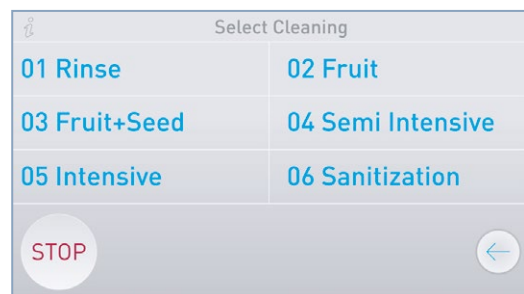 i
Select Cleaning
01 Rinse
02 Fruit
03 Fruit+Seed
04 Semi Intensive
05 Intensive
06 Sanitization
STOP